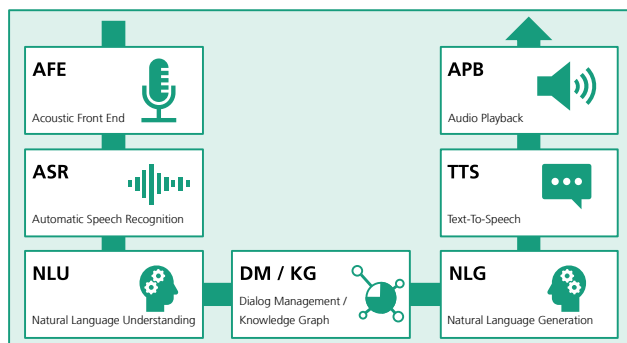 AFE
Acoustic Front End
ASR
Automatic Speech Recognition
NLU
Natural Language Understanding
DM / KG
Dialog Management /
Knowledge Graph
NLG
Natural Language Generation
TTS
Text-To-Speech
APB
Audio Playback